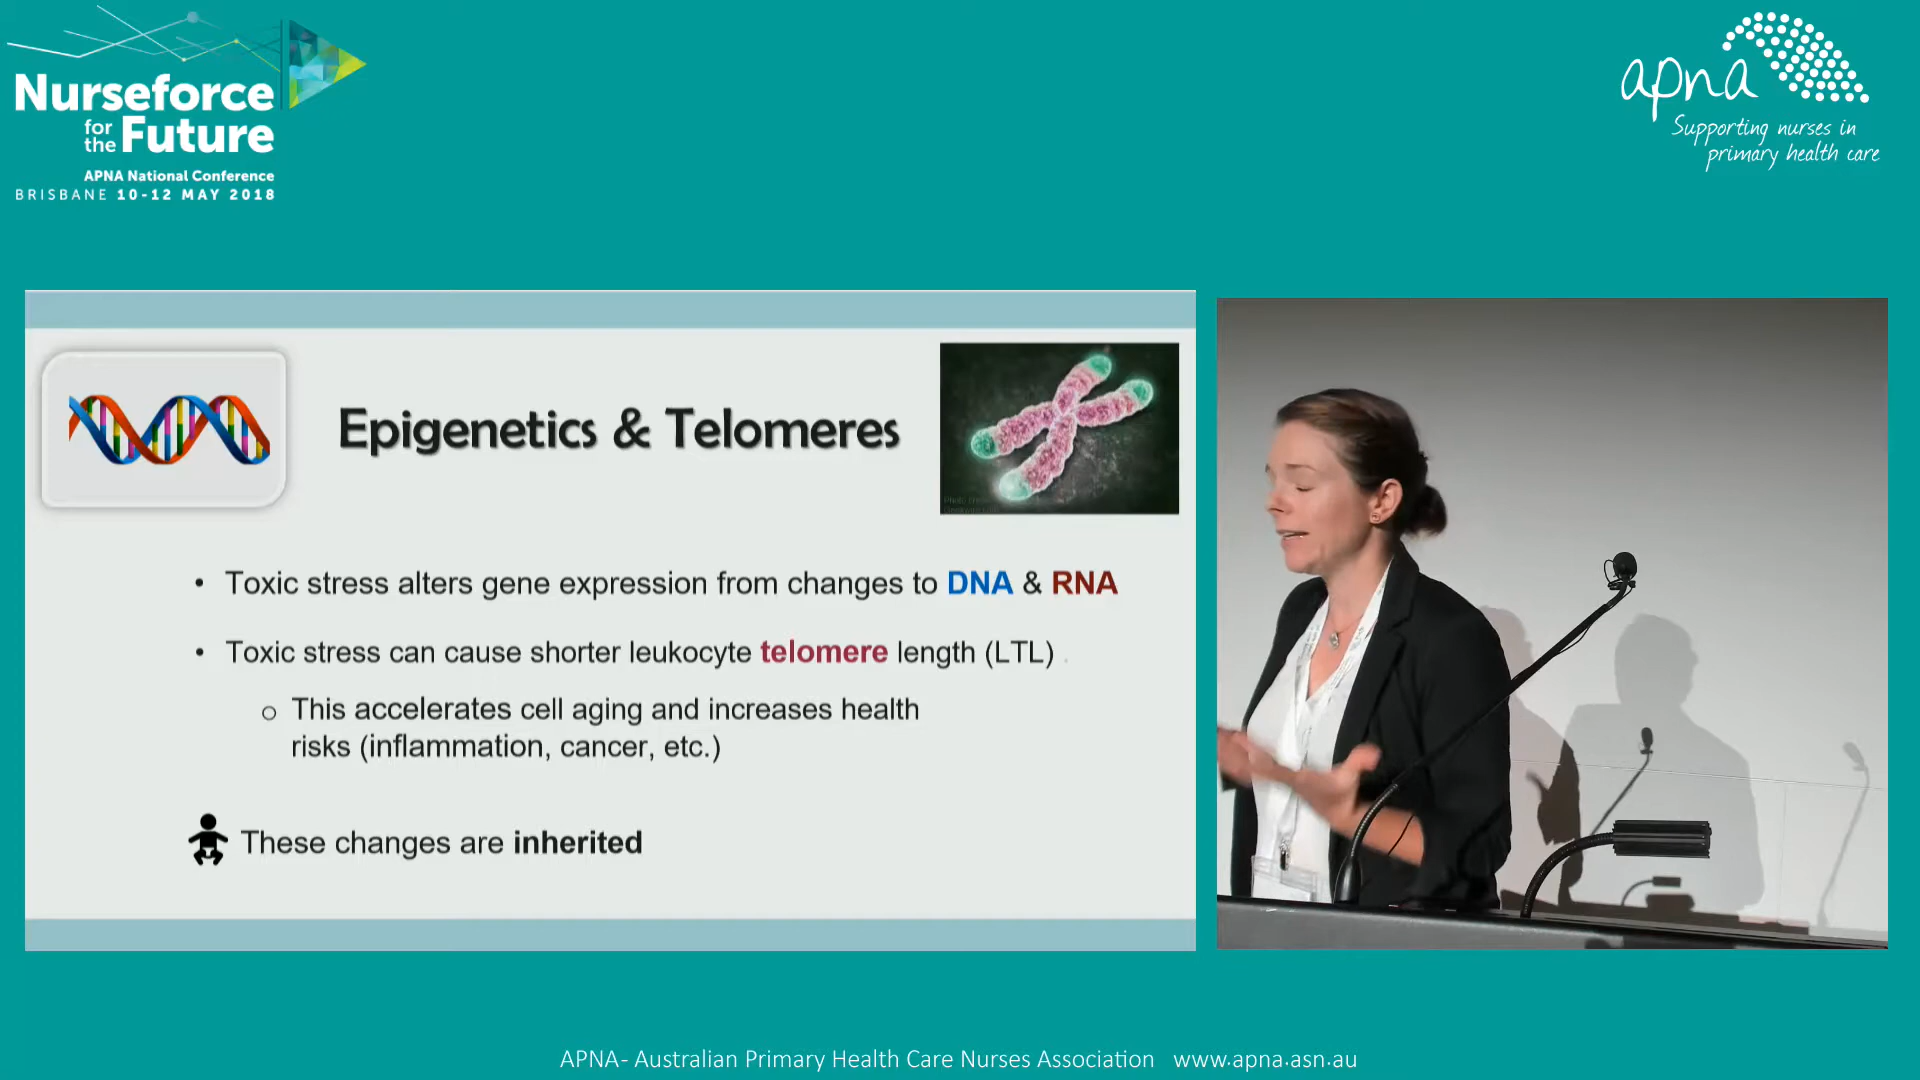 Nurseforce
for the Future
APNA National Conference
BRISBANE 10-12 MAY 2018
apna
Supporting nurses in
primary health care
Epigenetics & Telomeres
• Toxic stress alters gene expression from changes to DNA & RNA
• Toxic stress can cause shorter leukocyte telomere length (LTL)
o This accelerates cell aging and increases health
risks (inflammation, cancer, etc.)
These changes are inherited
APNA- Australian Primary Health Care Nurses Association www.apna.asn.au